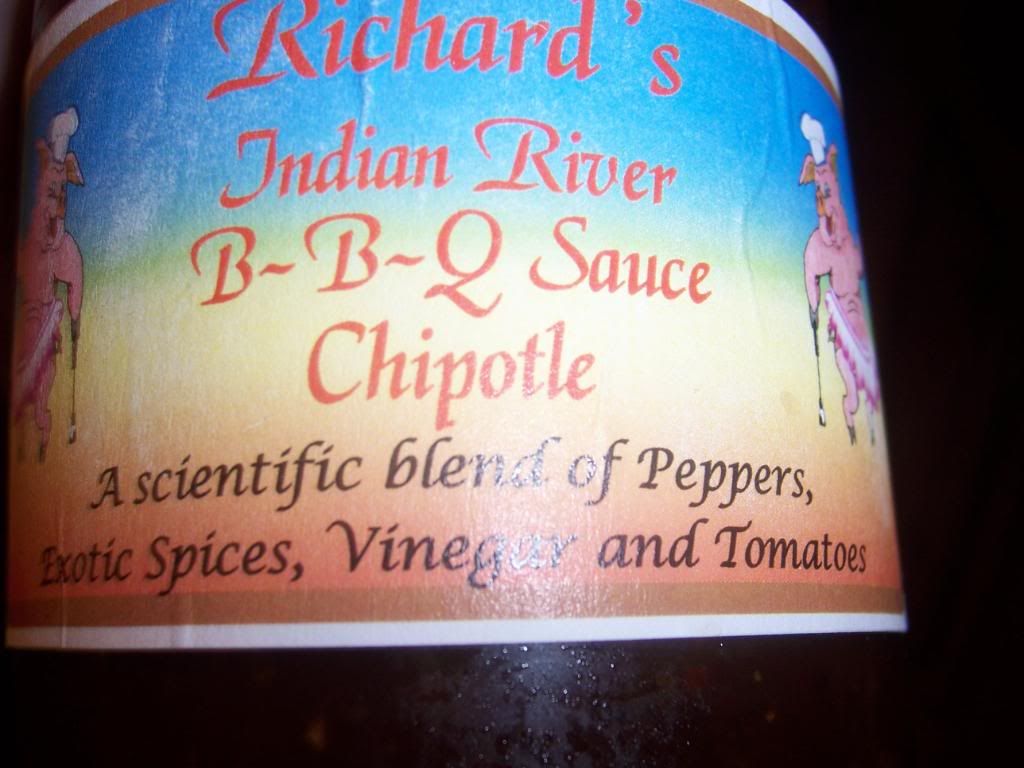 Richard's
Indian River
B~B~Q Sauce
Chipotle
A scientific blend of Peppers,
Exotic Spices, Vinegar and Tomatoes